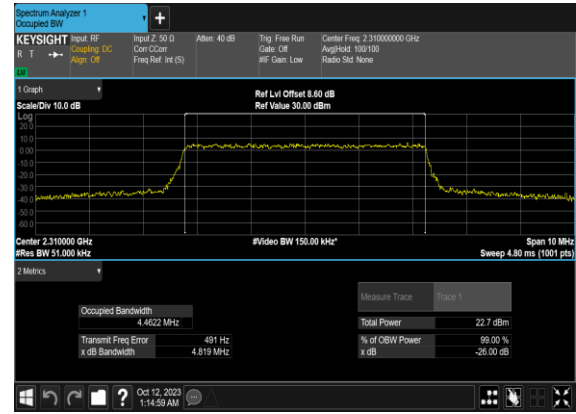 Spectrum Analyzer 1
Occupied BW
KEYSIGHT Input: RF Input Z: 50 Ω Atten: 40 dB Trig: Free Run Center Freq: 2.310000000 GHz
R T Coupling: DC Corr CCorr Gate: Off Avg|Hold: 100/100
Align: Off Freq Ref: Int (S) #IF Gain: Low Radio Std: None
LW
1 Graph Ref Lvl Offset 8.60 dB
Scale/Div 10.0 dB Ref Value 30.00 dBm
Log
20.0
10.0
0.00
-10.0
-20.0
-30.0
-40.0
-50.0
-60.0
Center 2.310000 GHz #Video BW 150.00 kHz* Span 10 MHz
#Res BW 51.000 kHz Sweep 4.80 ms (1001 pts)
2 Metrics
Measure Trace Trace 1
Occupied Bandwidth
4.4622 MHz Total Power 22.7 dBm
Transmit Freq Error 491 Hz % of OBW Power 99.00 %
x dB Bandwidth 4.819 MHz x dB -26.00 dB
? Oct 12, 2023
1:14:59 AM